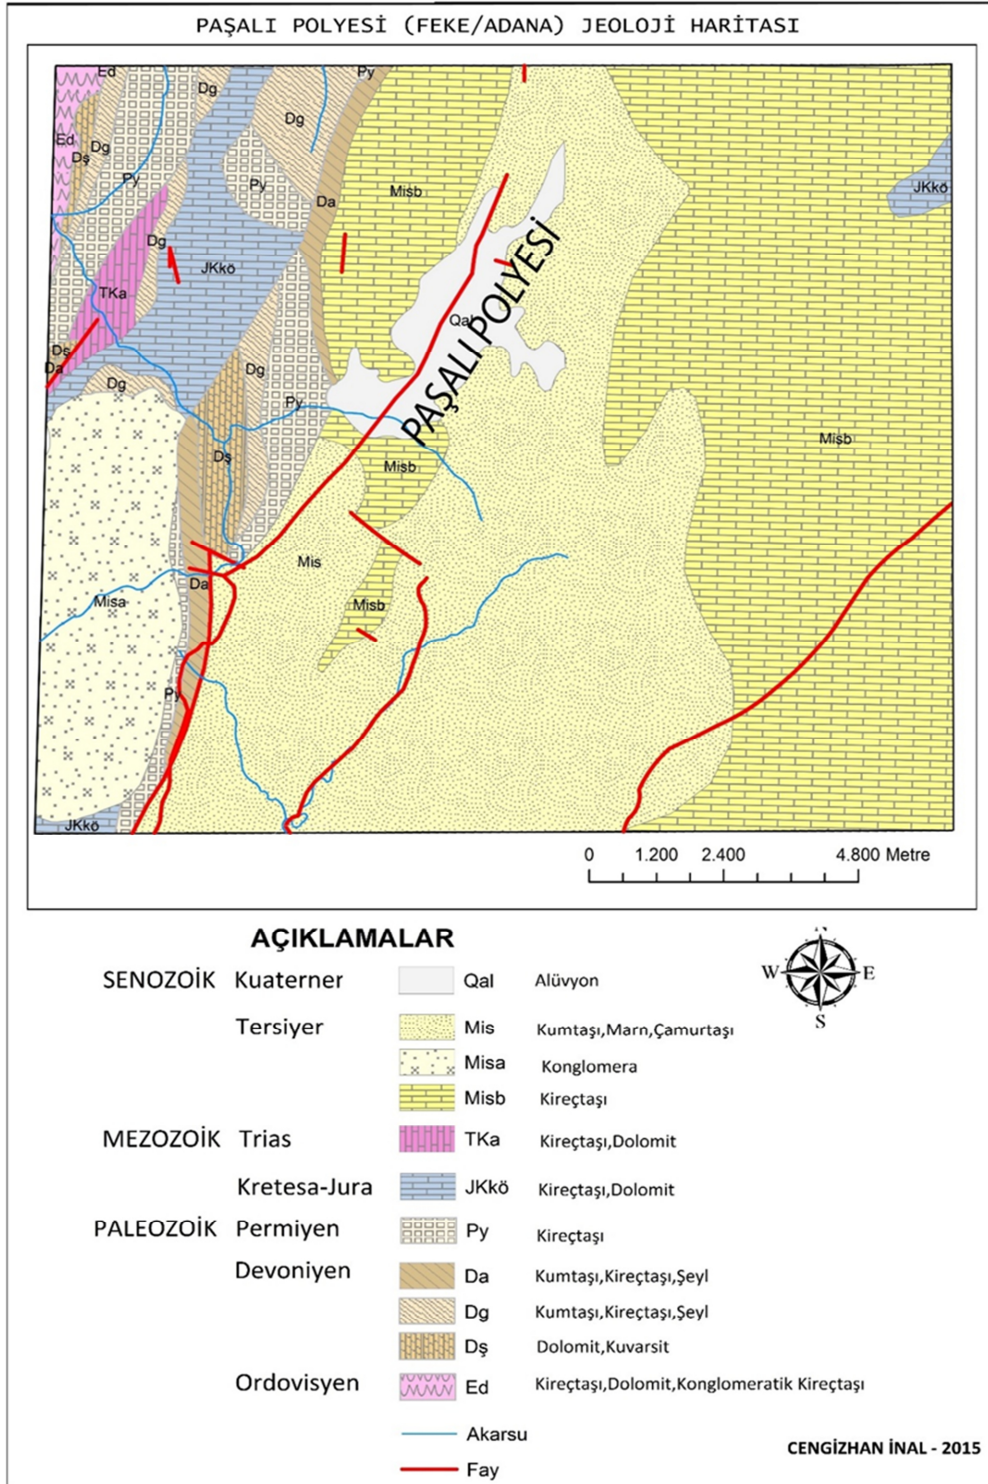 PAŞALI POLYESİ (FEKE/ADANA) JEOLOJİ HARİTASI
Ed
Py
Dg
Dg
Ed
Dg
Dş
Py
Py
Misb
Da
JKkö
Dg
JKkö
TKa
Qal
PAŞALI POLYESİ
Dş
Da
Dg
Dg
Py
Misb
Dş
Misb
Mis
Da
Misa
Misb
Py
JKkö
0 1.200 2.400 4.800 Metre
AÇIKLAMALAR
N
W E
S
SENOZOİK Kuaterner Qal Alüvyon
Tersiyer Mis Kumtaşı,Marn,Çamurtaşı
Misa Konglomera
Misb Kireçtaşı
MEZOZOİK Trias TKa Kireçtaşı,Dolomit
Kretesa-Jura JKkö Kireçtaşı,Dolomit
PALEOZOİK Permiyen Py Kireçtaşı
Devoniyen Da Kumtaşı,Kireçtaşı,Şeyl
Dg Kumtaşı,Kireçtaşı,Şeyl
Dş Dolomit,Kuvarsit
Ordovisyen Ed Kireçtaşı,Dolomit,Konglomeratik Kireçtaşı
Akarsu
Fay
CENGİZHAN İNAL - 2015